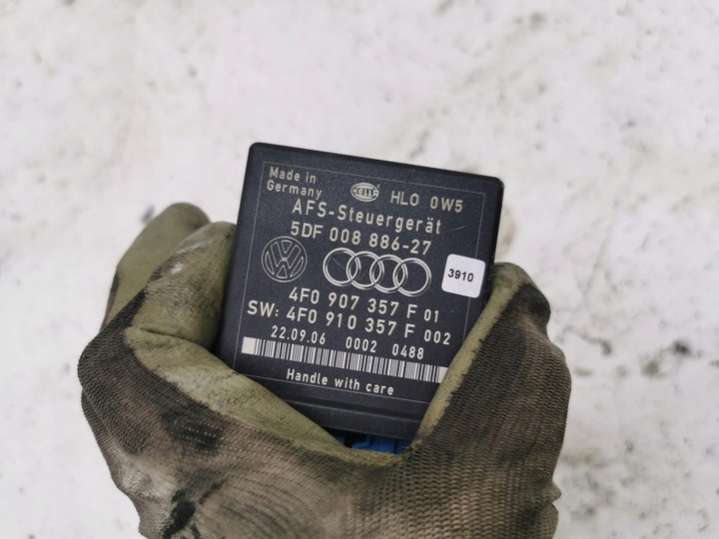 Made in
Germany
HELLA
HLO 0W5
AFS-Steuergerät
5DF 008 886-27
3910
4F0 907 357 F 01
SW: 4F0 910 357 F 002
22.09.06 0002 0488
Handle with care